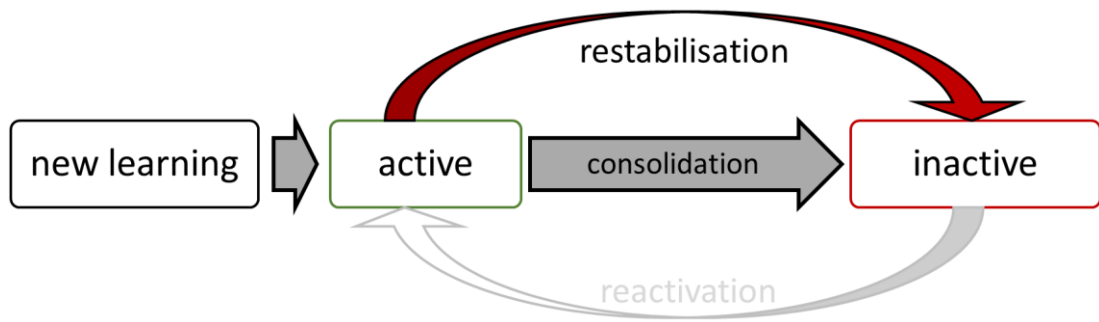 restabilisation
new learning
active
consolidation
inactive
reactivation